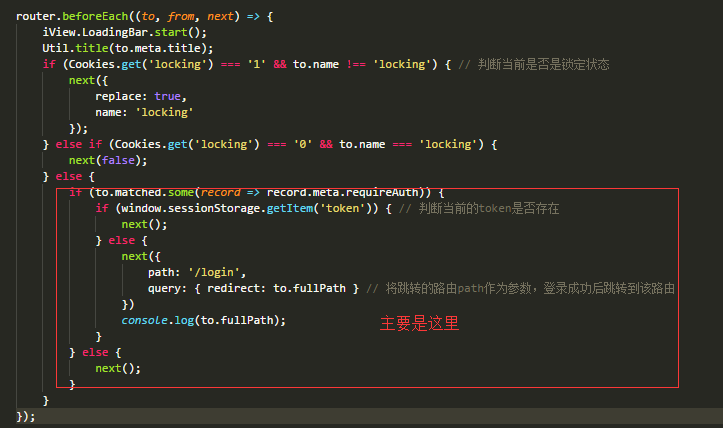 router.beforeEach((to, from, next) => {
    iView.LoadingBar.start();
    Util.title(to.meta.title);
    if (Cookies.get('locking') === '1' && to.name !== 'locking') { // 判断当前是否是锁定状态
        next({
            replace: true,
            name: 'locking'
        });
    } else if (Cookies.get('locking') === '0' && to.name === 'locking') {
        next(false);
    } else {
        if (to.matched.some(record => record.meta.requireAuth)) {
            if (window.sessionStorage.getItem('token')) { // 判断当前的token是否存在
                next();
            } else {
                next({
                    path: '/login',
                    query: { redirect: to.fullPath } // 将跳转的路由path作为参数，登录成功后跳转到该路由
                })
                console.log(to.fullPath);
主要是这里
            }
        } else {
            next();
        }
    }
});